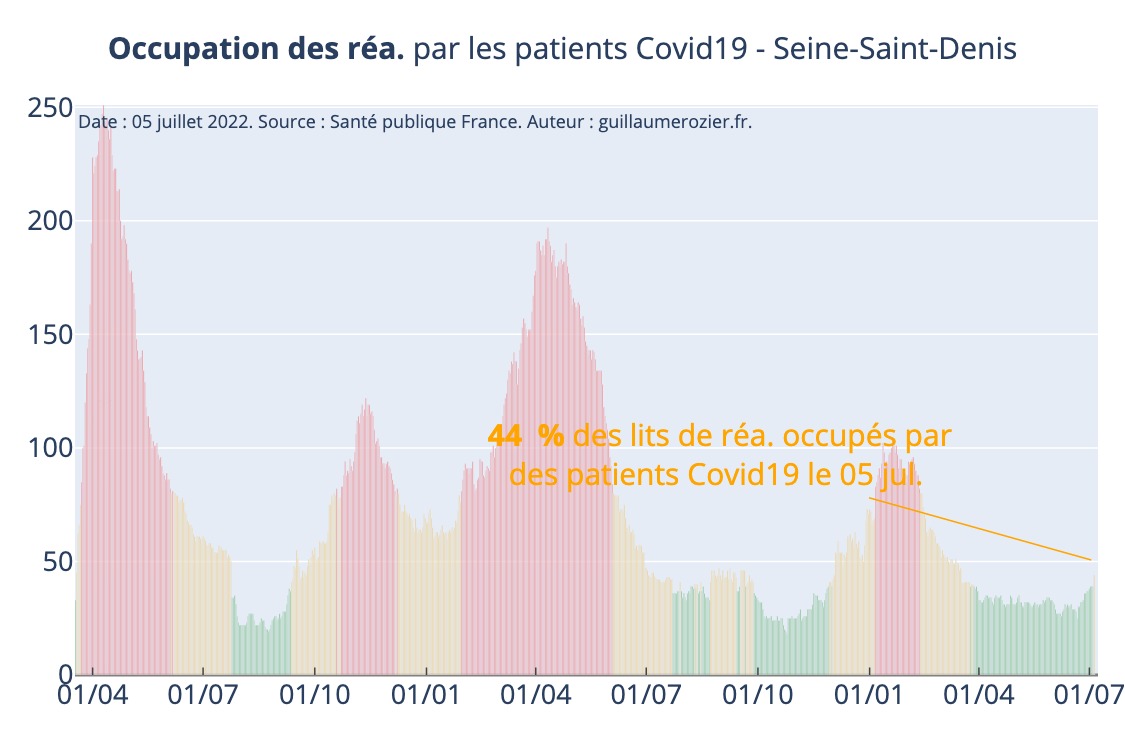 Occupation des réa. par les patients Covid19 - Seine-Saint-Denis
250
Date : 05 juillet 2022. Source : Santé publique France. Auteur : guillaumerozier.fr.
200
150
100
44 % des lits de réa. occupés par
des patients Covid19 le 05 jul.
50
0
01/04 01/07 01/10 01/01 01/04 01/07 01/10 01/01 01/04 01/07